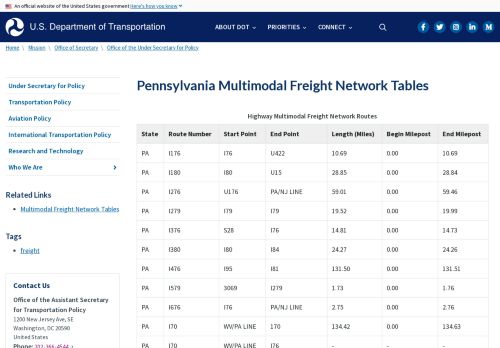 An official website of the United States government Here's how you know
U.S. Department of Transportation
ABOUT DOT PRIORITIES CONNECT
Home \ Mission \ Office of Secretary \ Office of the Under Secretary for Policy
Under Secretary for Policy
Transportation Policy
Aviation Policy
International Transportation Policy
Research and Technology
Who We Are
Related Links
Multimodal Freight Network Tables
Tags
freight
Contact Us
Office of the Assistant Secretary
for Transportation Policy
1200 New Jersey Ave, SE
Washington, DC 20590
United States
Phone: 202-366-4544
Pennsylvania Multimodal Freight Network Tables
Highway Multimodal Freight Network Routes
State Route Number Start Point End Point Length (Miles) Begin Milepost End Milepost
PA I176 I76 U422 10.69 0.00 10.69
PA I180 I80 U15 28.85 0.00 28.84
PA I276 U176 PA/NJ LINE 59.01 0.00 59.46
PA I279 I79 I79 19.52 0.00 19.99
PA I376 S28 I76 14.81 0.00 14.73
PA I380 I80 I84 24.27 0.00 24.26
PA I476 I95 I81 131.50 0.00 131.51
PA I579 3069 I279 1.73 0.00 1.76
PA I676 I76 PA/NJ LINE 2.75 0.00 2.76
PA I70 WV/PA LINE 170 134.42 0.00 134.63
PA I70 WV/PA LINE I76 - - -